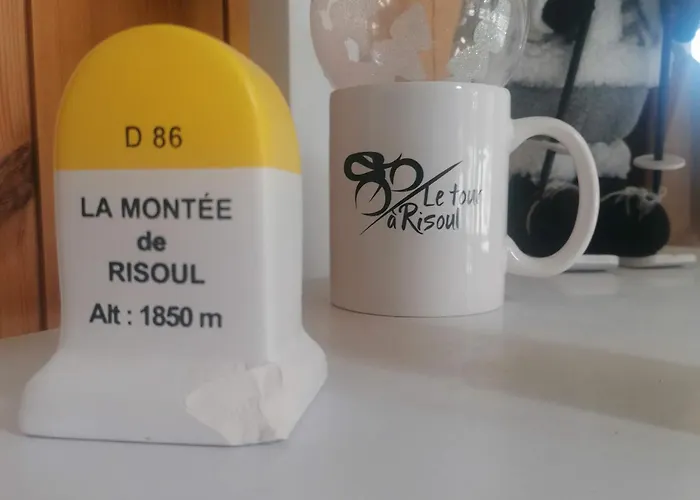 D 86
LA MONTÉE
de
RISOUL
Alt : 1850 m
Le tour
à Risoul